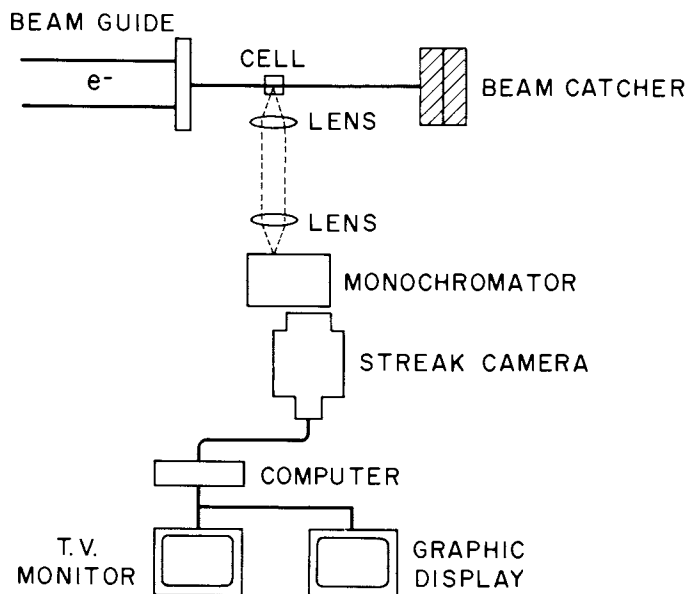 BEAM GUIDE
e-
CELL
BEAM CATCHER
LENS
LENS
MONOCHROMATOR
STREAK CAMERA
COMPUTER
T.V.
MONITOR
GRAPHIC
DISPLAY